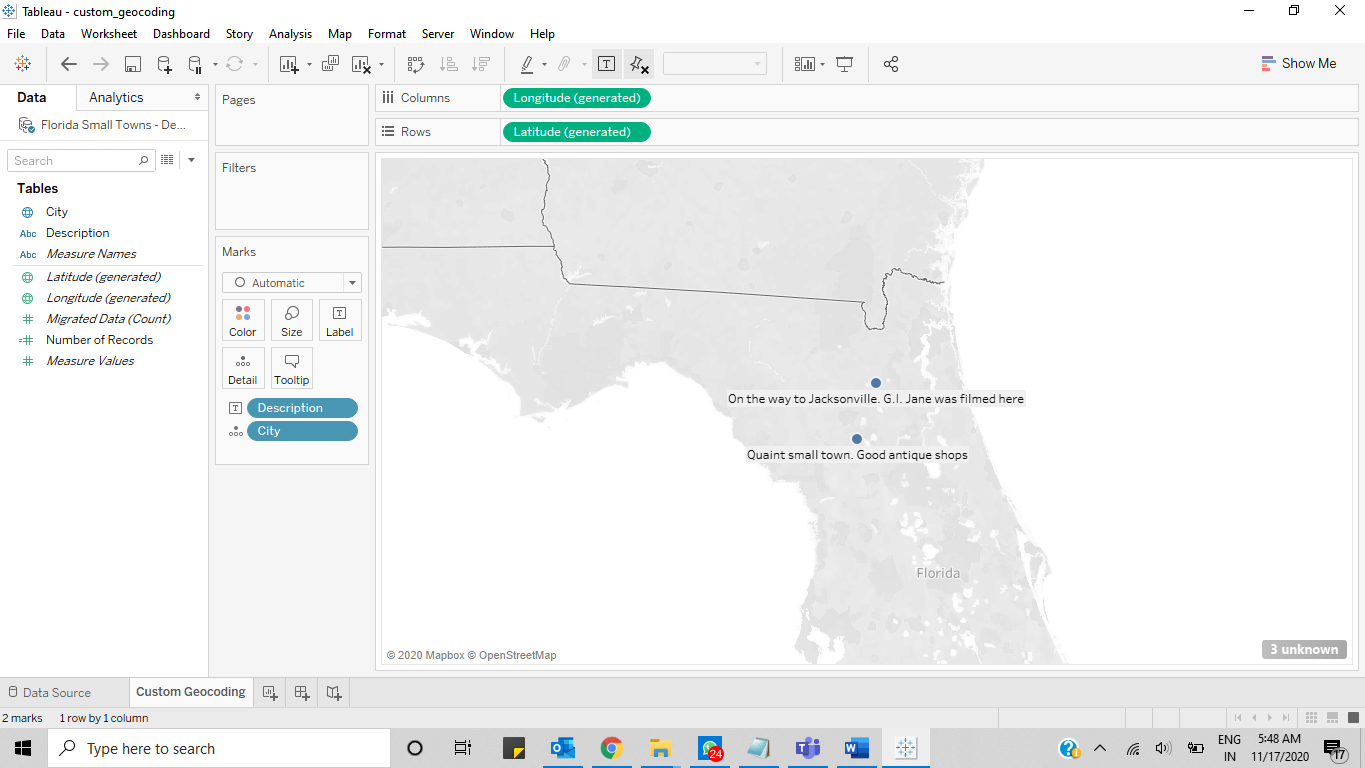 Tableau - custom_geocoding
File Data Worksheet Dashboard Story Analysis Map Format Server Window Help
Show Me
Data Analytics
Florida Small Towns - De...
Search
Tables
City
Abc Description
Abc Measure Names
Latitude (generated)
Longitude (generated)
# Migrated Data (Count)
=# Number of Records
# Measure Values
Pages
Filters
Marks
Automatic
Color Size Label
Detail Tooltip
T Description
City
Columns Longitude (generated)
Rows Latitude (generated)
On the way to Jacksonville. G.I. Jane was filmed here
Quaint small town. Good antique shops
Florida
© 2020 Mapbox © OpenStreetMap
3 unknown
Data Source Custom Geocoding
2 marks 1 row by 1 column
Type here to search
24
ENG
IN
5:48 AM
11/17/2020
17